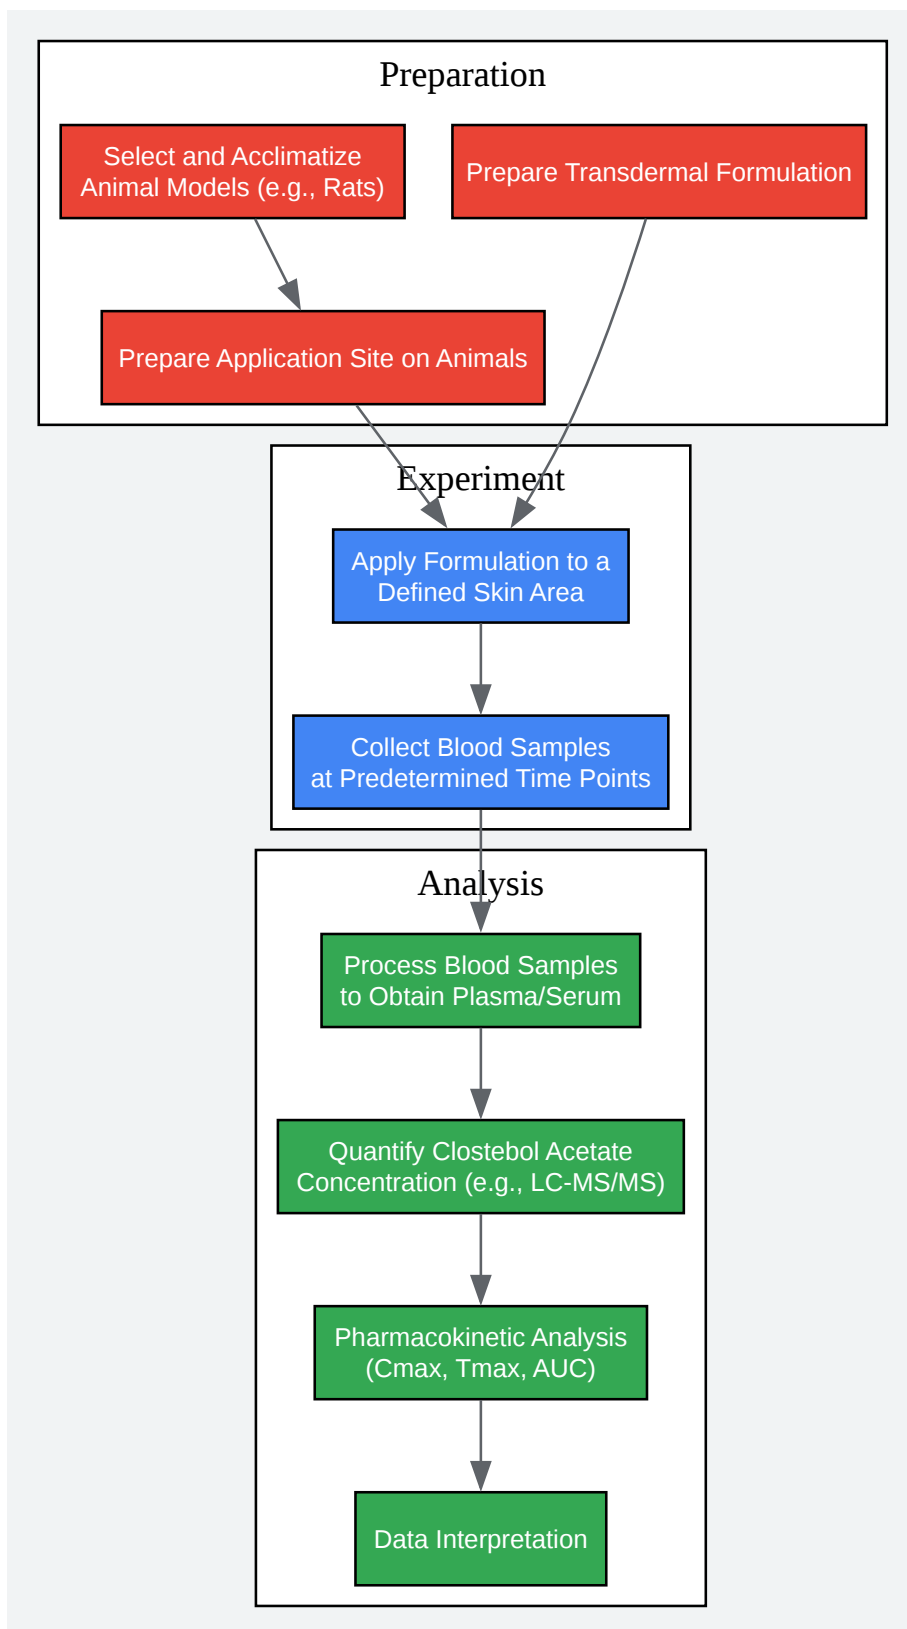 Preparation
Select and Acclimatize
Animal Models (e.g., Rats)
Prepare Transdermal Formulation
Prepare Application Site on Animals
Experiment
Apply Formulation to a
Defined Skin Area
Collect Blood Samples
at Predetermined Time Points
Analysis
Process Blood Samples
to Obtain Plasma/Serum
Quantify Clostebol Acetate
Concentration (e.g., LC-MS/MS)
Pharmacokinetic Analysis
(Cmax, Tmax, AUC)
Data Interpretation